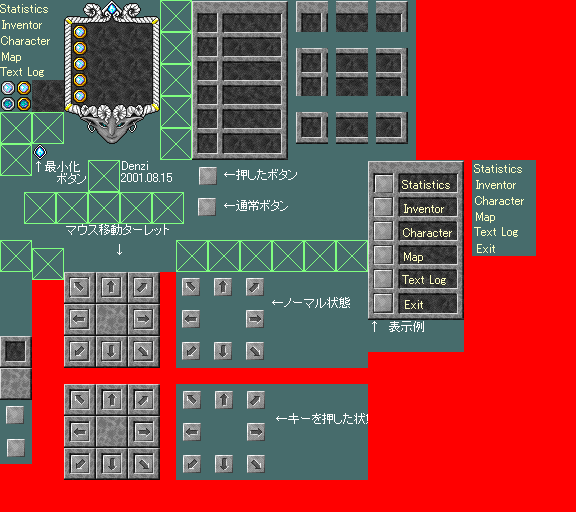 Statistics
Inventor
Character
Map
Text Log
↑最小化
ボタン
Denzi
2001.08.15
←押したボタン
←通常ボタン
マウス移動ターレット
↓
Statistics
Inventor
Character
Map
Text Log
Exit
↑ 表示例
Statistics
Inventor
Character
Map
Text Log
Exit
←ノーマル状態
←キーを押した状